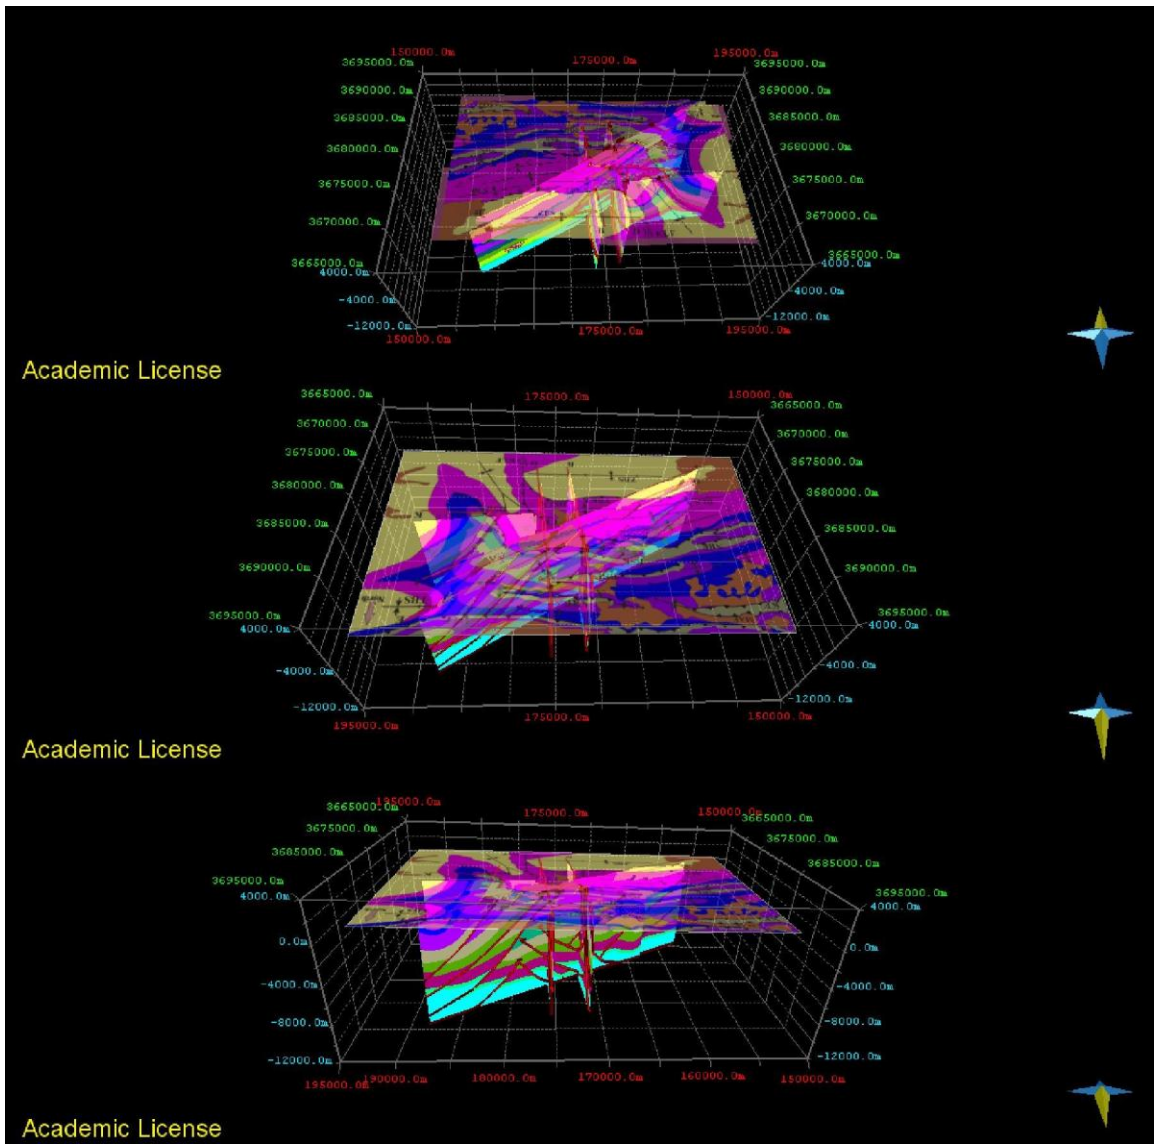 150000.0m 175000.0m 195000.0m
3695000.0m 3695000.0m
3690000.0m 3690000.0m
3685000.0m 3685000.0m
3680000.0m 3680000.0m
3675000.0m 3675000.0m
3670000.0m 3670000.0m
3665000.0m 3665000.0m
4000.0m 4000.0m
-4000.0m -4000.0m
-12000.0m -12000.0m
150000.0m 175000.0m 195000.0m
Academic License
175000.0m 150000.0m
3665000.0m 3665000.0m
3670000.0m 3670000.0m
3675000.0m 3675000.0m
3680000.0m 3680000.0m
3685000.0m 3685000.0m
3690000.0m 3690000.0m
3695000.0m 3695000.0m
4000.0m 4000.0m
-4000.0m -4000.0m
-12000.0m -12000.0m
195000.0m 175000.0m 150000.0m
Academic License
195000.0m 175000.0m 150000.0m
3665000.0m 3665000.0m
3675000.0m 3675000.0m
3685000.0m 3685000.0m
3695000.0m 3695000.0m
4000.0m 4000.0m
0.0m 0.0m
-4000.0m -4000.0m
-8000.0m -8000.0m
-12000.0m -12000.0m
195000.0m 190000.0m 180000.0m 170000.0m 160000.0m 150000.0m
Academic License